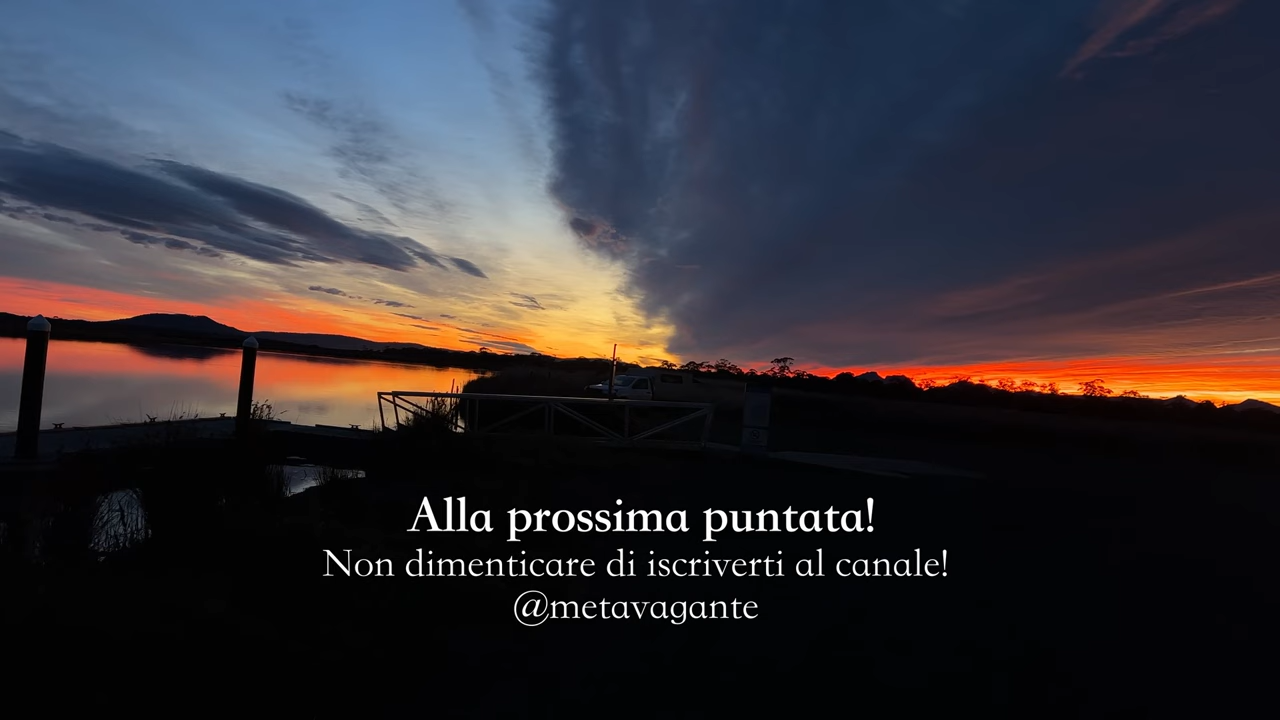 Alla prossima puntata!
Non dimenticare di iscriverti al canale!
@metavagante